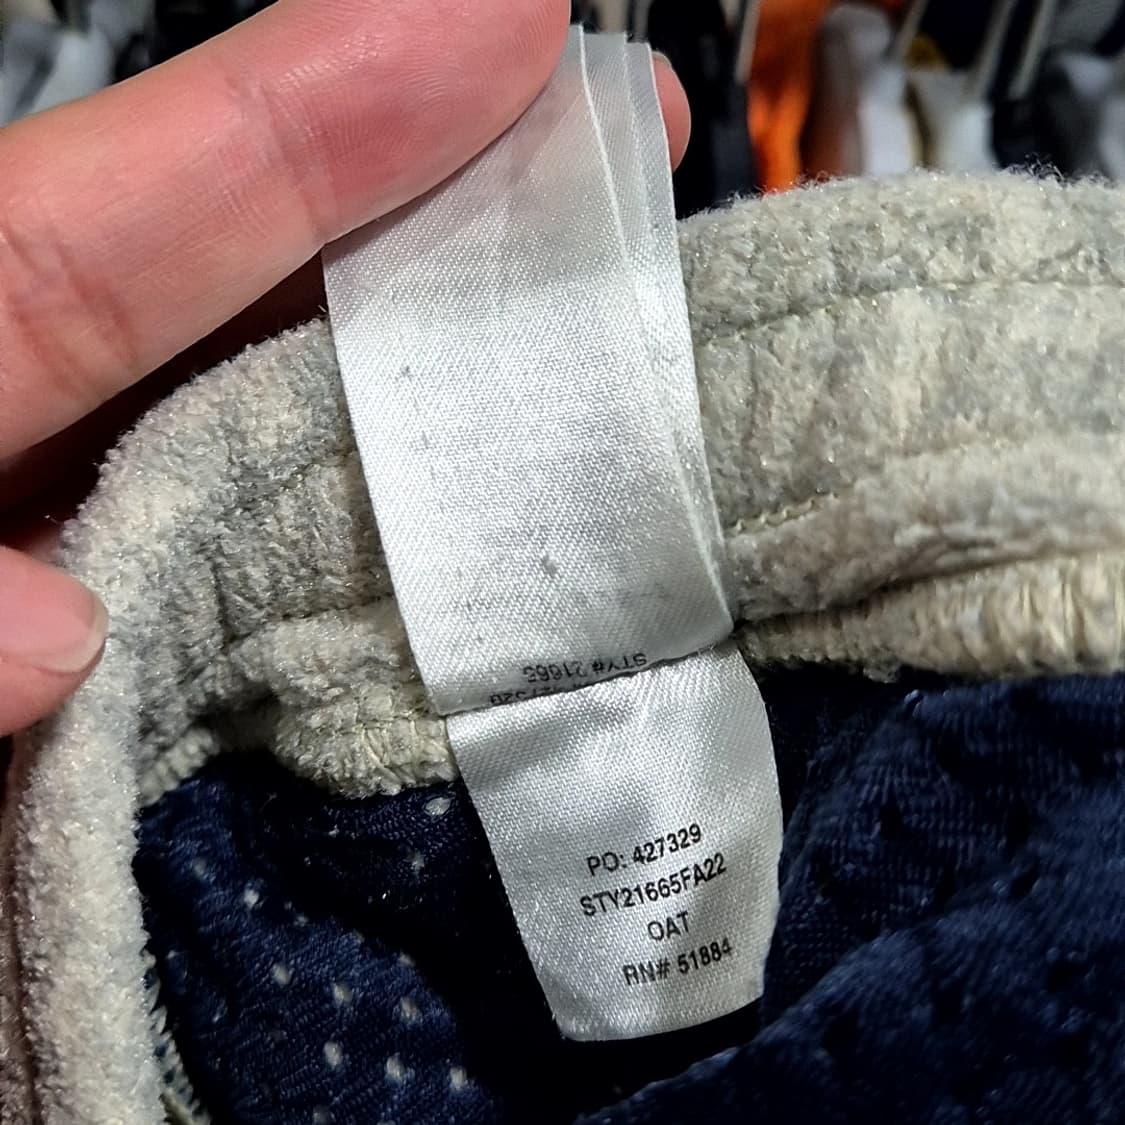 STY# 21665
PO: 427329
STY21665FA22
OAT
RN# 51884